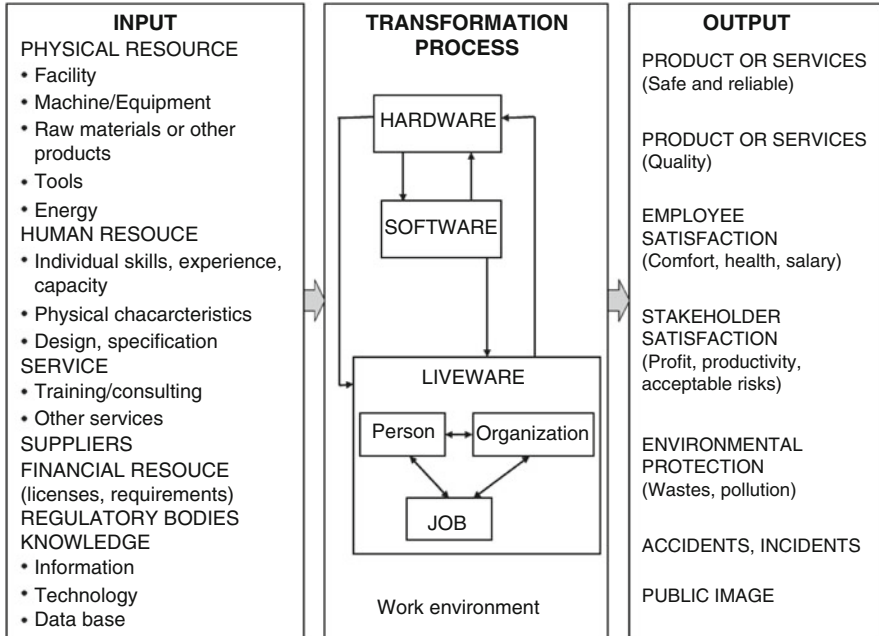 INPUT
PHYSICAL RESOURCE
• Facility
• Machine/Equipment
• Raw materials or other
products
• Tools
• Energy
HUMAN RESOUCE
• Individual skills, experience,
capacity
• Physical chacarcteristics
• Design, specification
SERVICE
• Training/consulting
• Other services
SUPPLIERS
FINANCIAL RESOUCE
(licenses, requirements)
REGULATORY BODIES
KNOWLEDGE
• Information
• Technology
• Data base
TRANSFORMATION
PROCESS
HARDWARE
SOFTWARE
LIVEWARE
Person
Organization
JOB
Work environment
OUTPUT
PRODUCT OR SERVICES
(Safe and reliable)
PRODUCT OR SERVICES
(Quality)
EMPLOYEE
SATISFACTION
(Comfort, health, salary)
STAKEHOLDER
SATISFACTION
(Profit, productivity,
acceptable risks)
ENVIRONMENTAL
PROTECTION
(Wastes, pollution)
ACCIDENTS, INCIDENTS
PUBLIC IMAGE